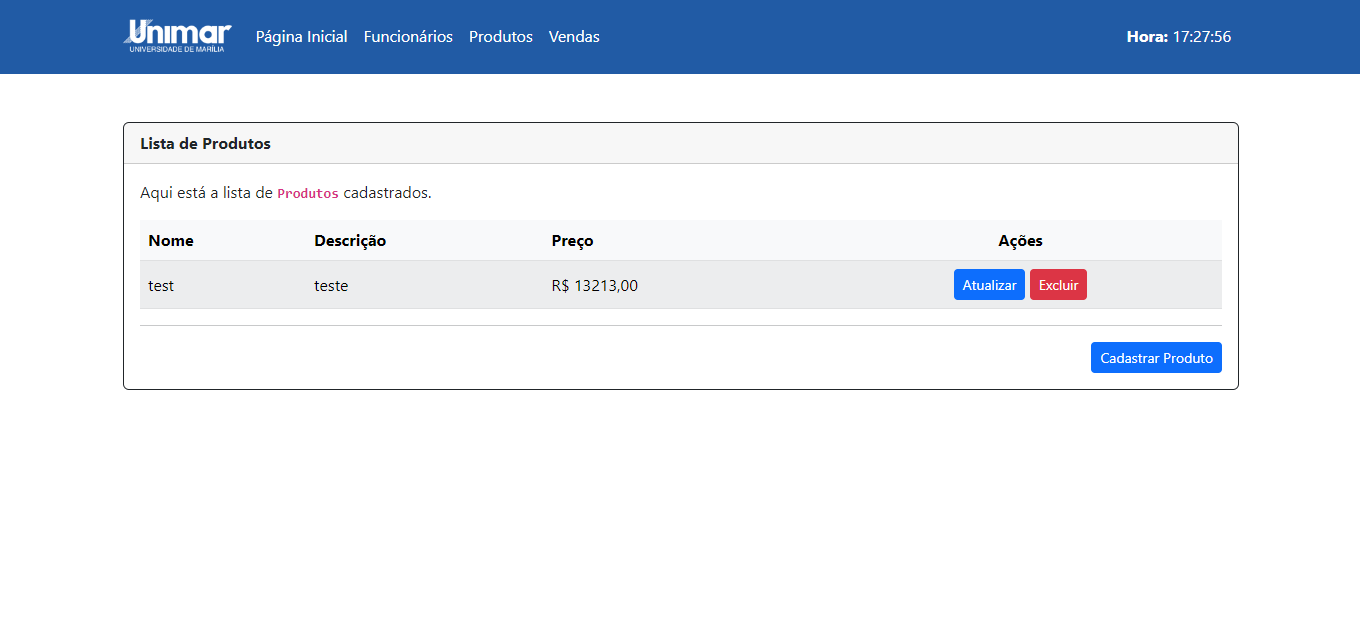 Unimar
UNIVERSIDADE DE MARÍLIA
Página Inicial Funcionários Produtos Vendas
Hora: 17:27:56
Lista de Produtos
Aqui está a lista de Produtos cadastrados.
Nome Descrição Preço Ações
test teste R$ 13213,00 Atualizar Excluir
Cadastrar Produto